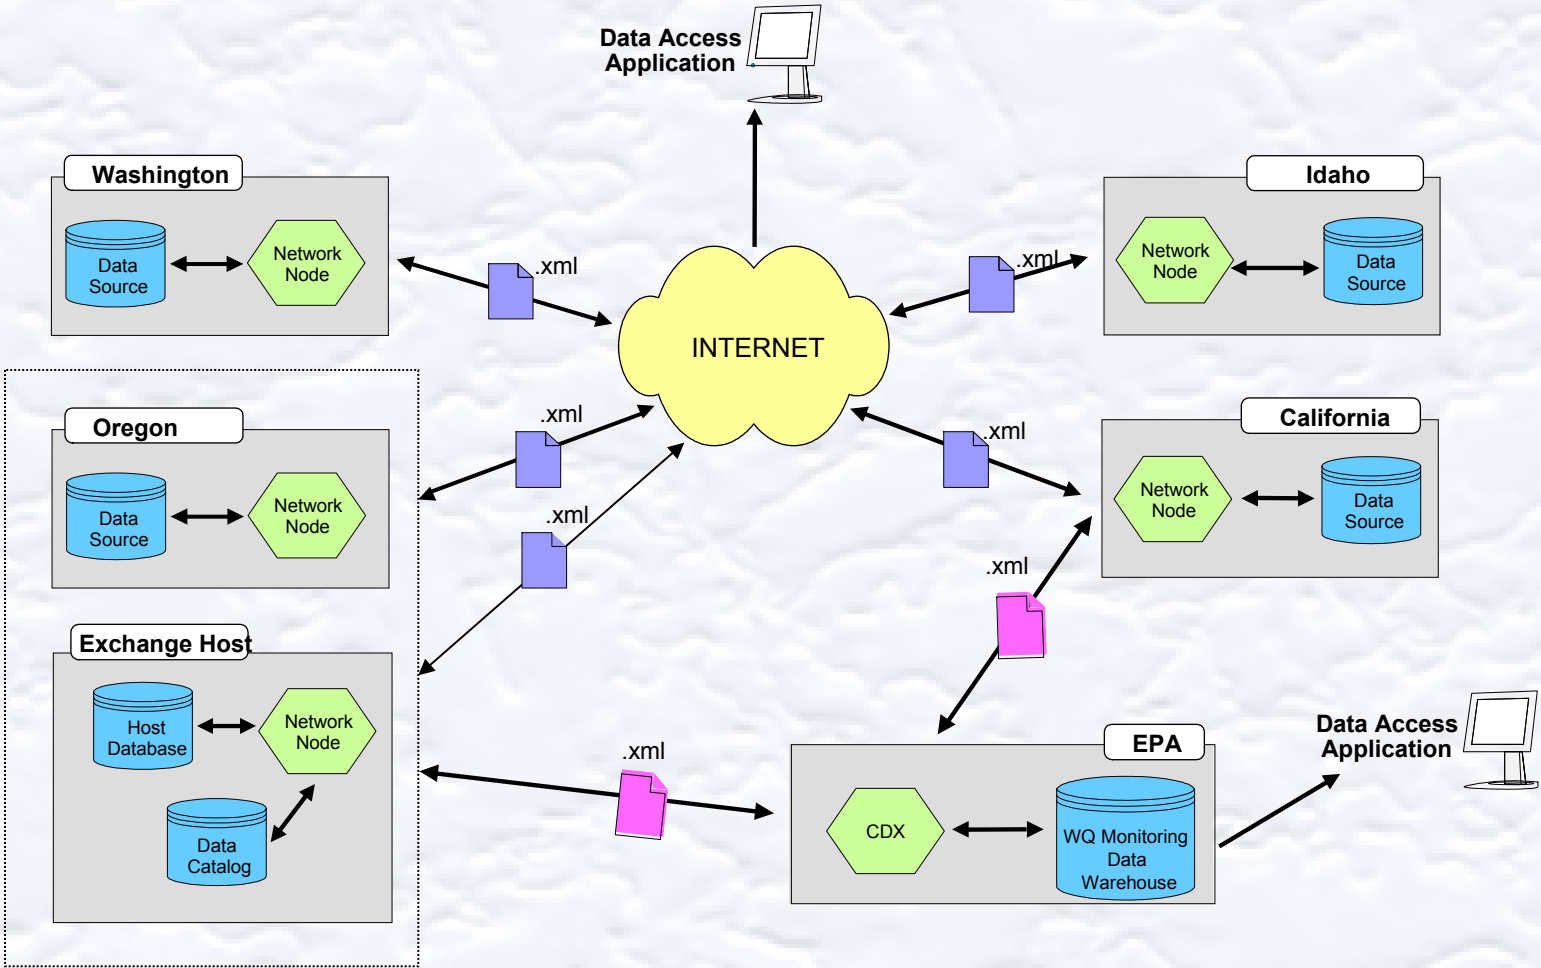 Data Access
Application
Washington
Data
Source
Network
Node
.xml
.xml
Idaho
Network
Node
Data
Source
INTERNET
Oregon
Data
Source
Network
Node
.xml
.xml
.xml
California
Network
Node
Data
Source
.xml
Exchange Host
Host
Database
Network
Node
Data
Catalog
.xml
EPA
CDX
WQ Monitoring
Data
Warehouse
Data Access
Application